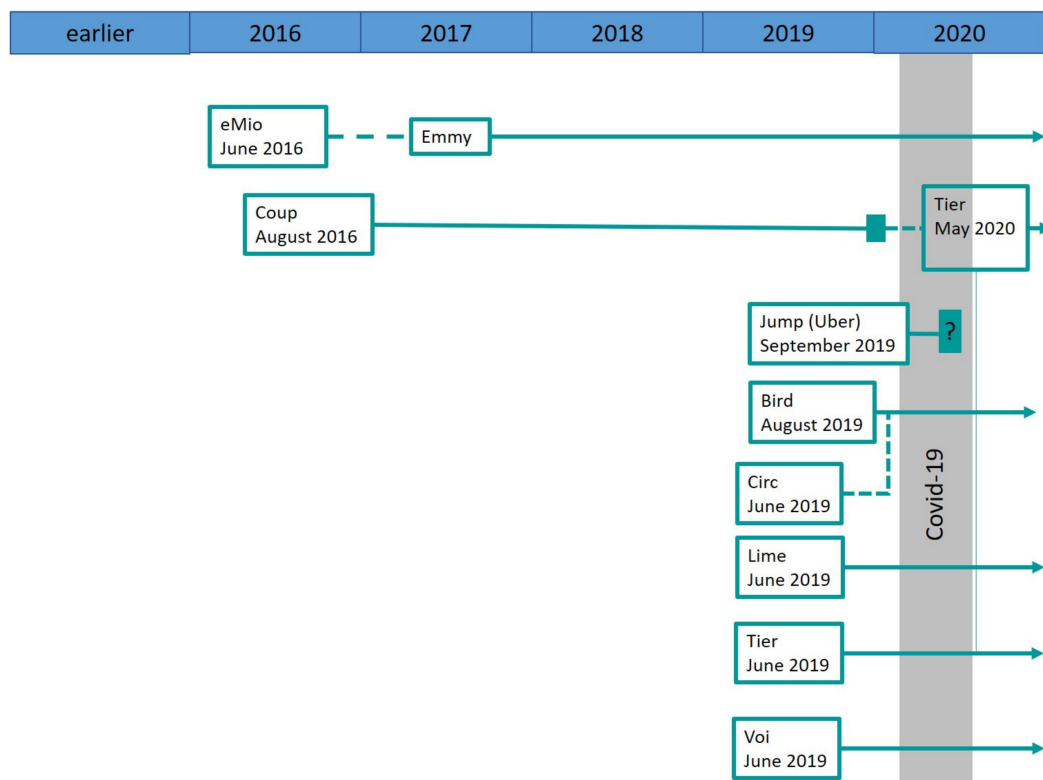 earlier
2016
2017
2018
2019
2020
eMio
June 2016
Emmy
Coup
August 2016
Tier
May 2020
Jump (Uber)
September 2019
?
Bird
August 2019
Circ
June 2019
Covid-19
Lime
June 2019
Tier
June 2019
Voi
June 2019